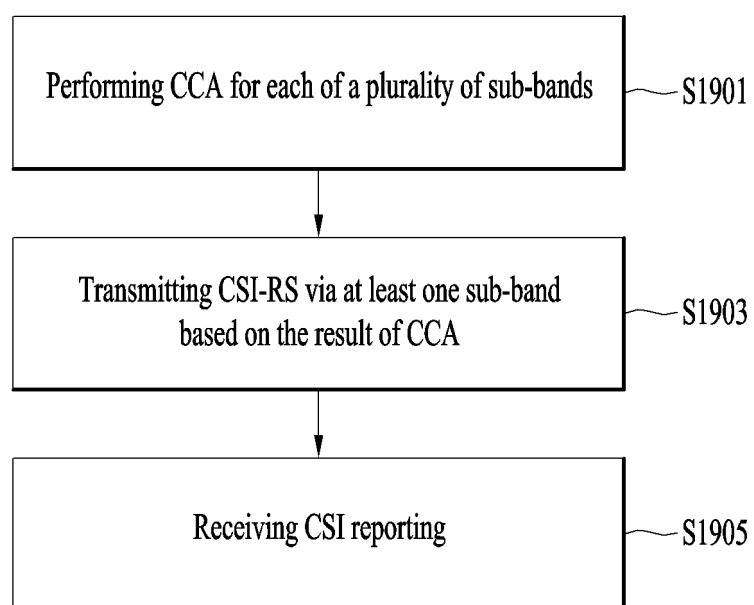 Performing CCA for each of a plurality of sub-bands
S1901
Transmitting CSI-RS via at least one sub-band
based on the result of CCA
S1903
Receiving CSI reporting
S1905